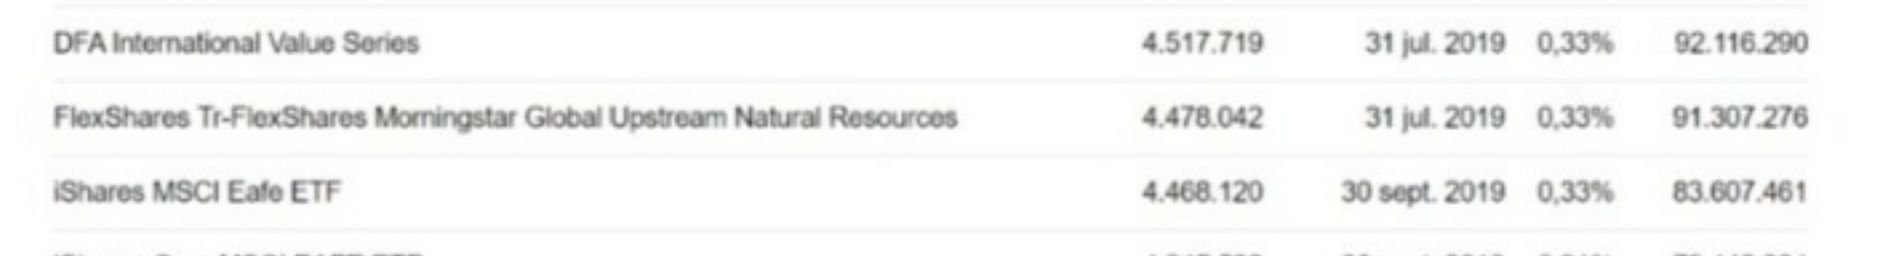 DFA International Value Series 4.517.719 31 jul. 2019 0,33% 92.116.290
FlexShares Tr-FlexShares Morningstar Global Upstream Natural Resources 4.478.042 31 jul. 2019 0,33% 91.307.276
iShares MSCI Eafe ETF 4.468.120 30 sept. 2019 0,33% 83.607.461